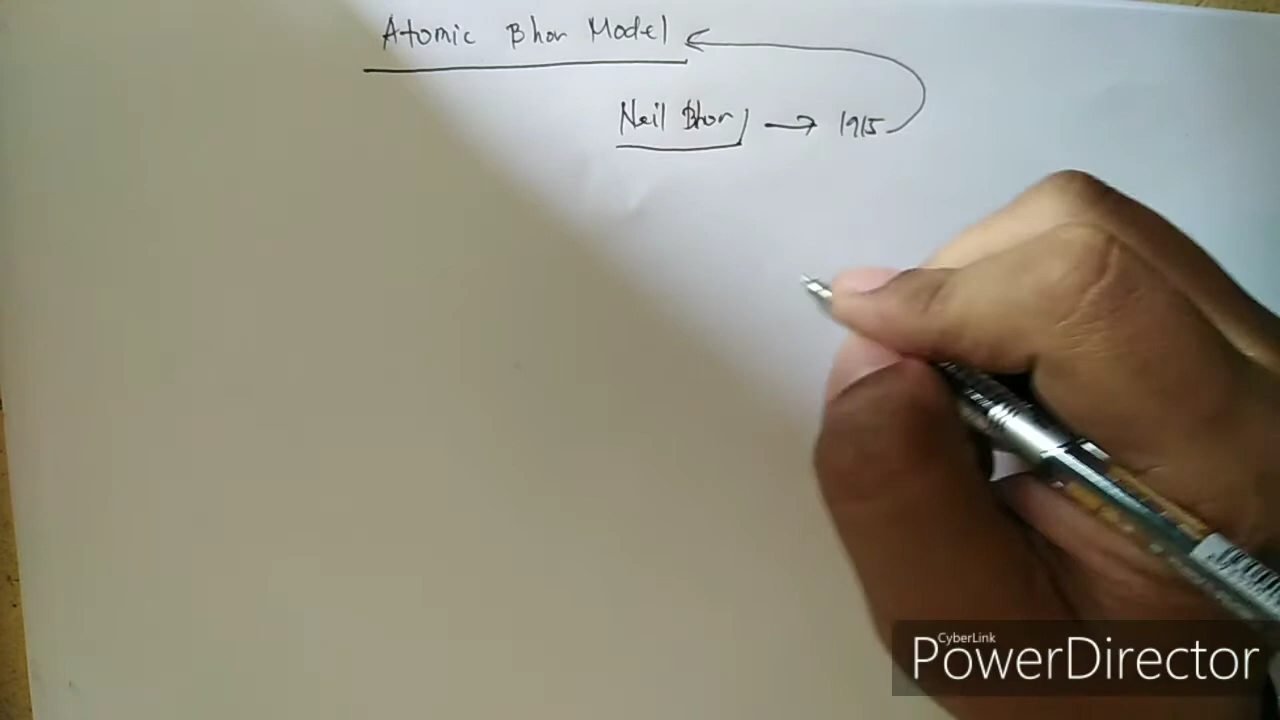 Atomic Bhor Model
Neil Bhor → 1915
CyberLink
PowerDirector